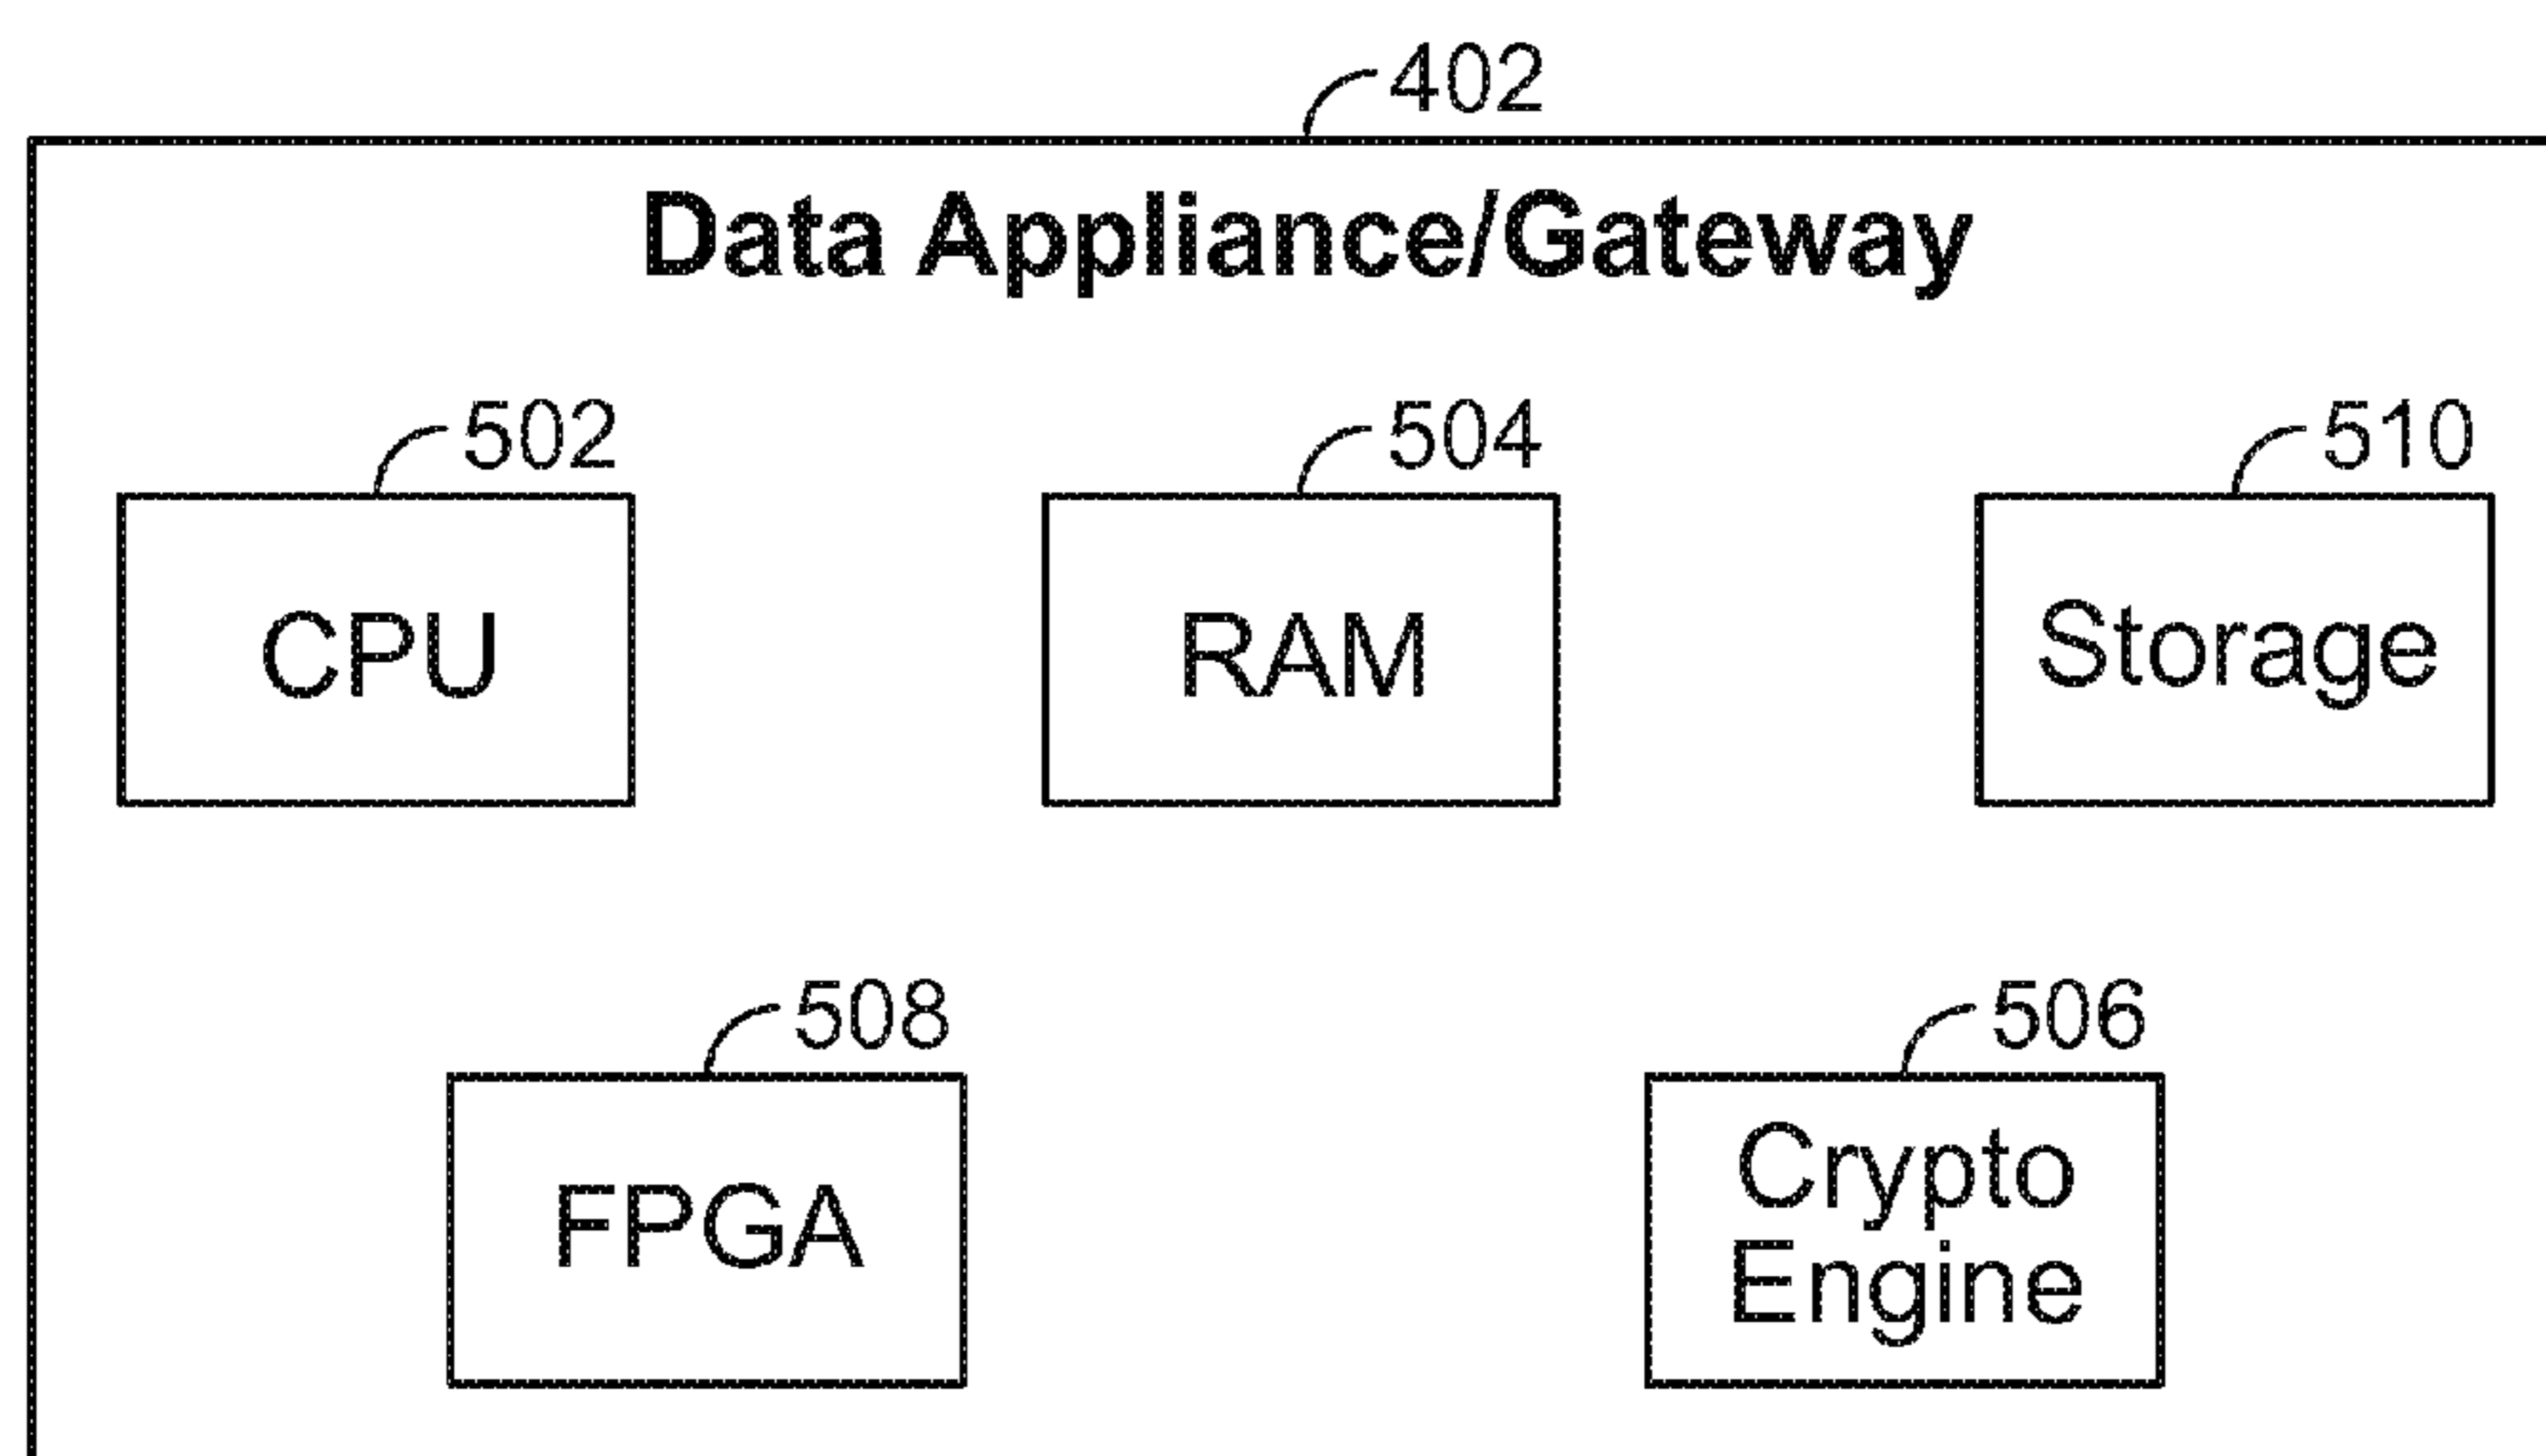 402
Data Appliance/Gateway
502
504
510
CPU
RAM
Storage
508
506
FPGA
Crypto
Engine